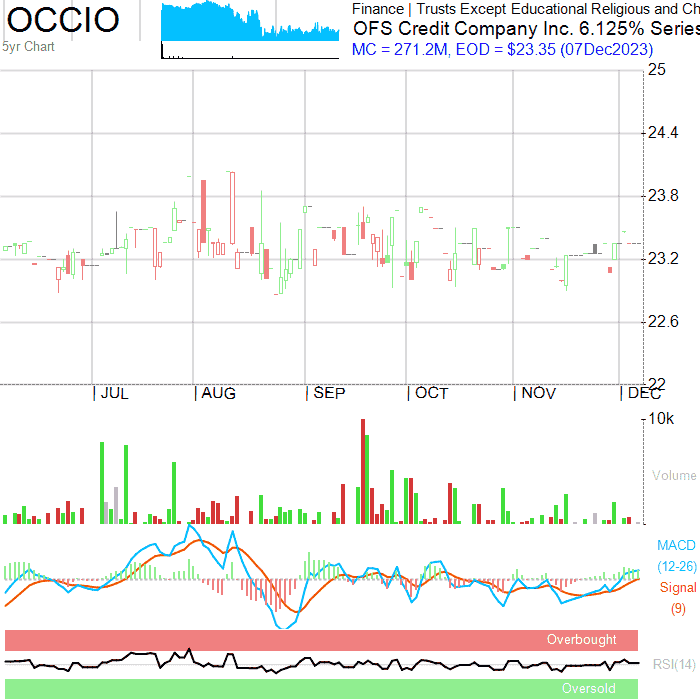 OCCIO
5yr Chart
Finance | Trusts Except Educational Religious and Ch
OFS Credit Company Inc. 6.125% Series
MC = 271.2M, EOD = $23.35 (07Dec2023)
25
24.4
23.8
23.2
22.6
22
| JUL | AUG | SEP | OCT | NOV | DEC
10k
Volume
MACD
(12-26)
Signal
(9)
Overbought
RSI(14)
Oversold